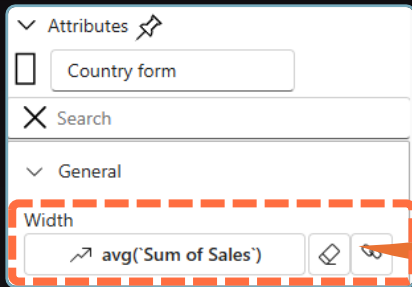 Attributes
Country form
Search
General
Width
avg(`Sum of Sales`)